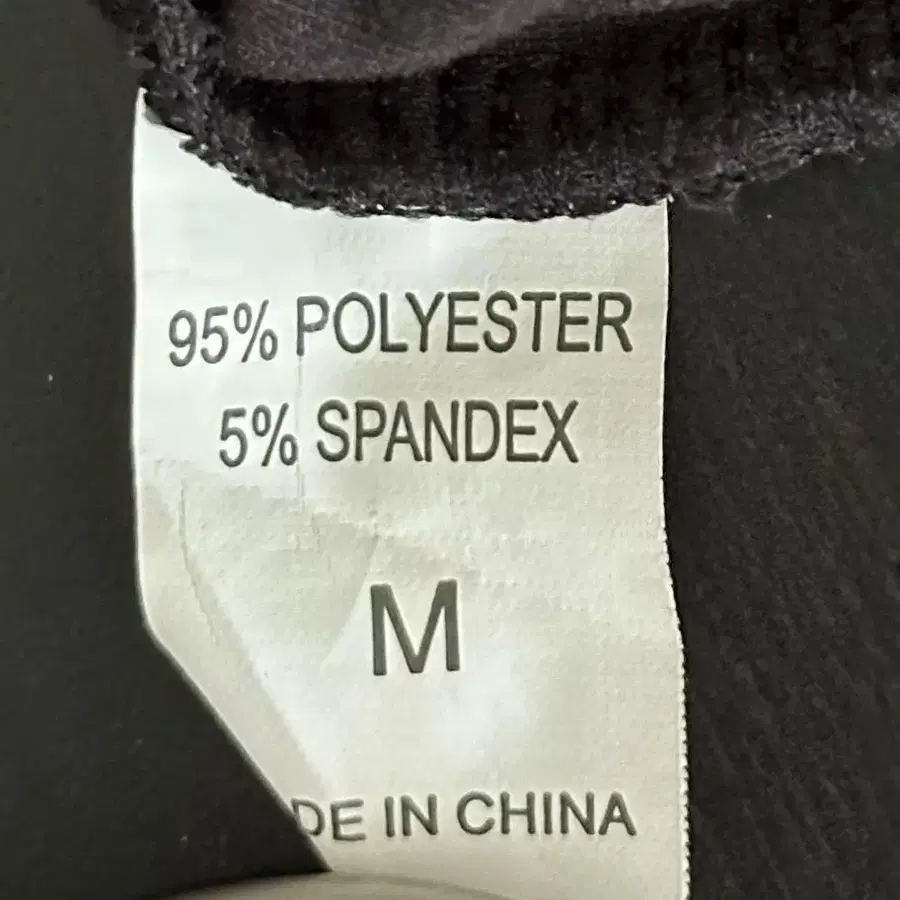 95% POLYESTER
5% SPANDEX
M
DE IN CHINA